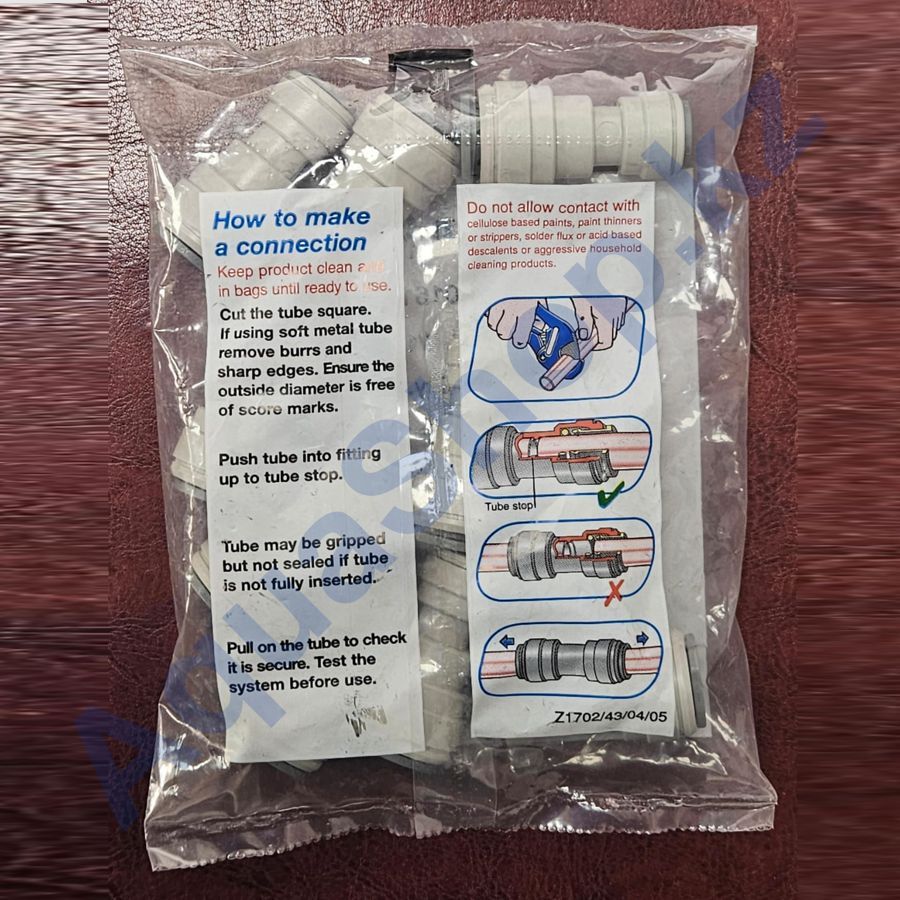 How to make
a connection
Keep product clean and
in bags until ready to use.
Cut the tube square.
If using soft metal tube
remove burrs and
sharp edges. Ensure the
outside diameter is free
of score marks.
Push tube into fitting
up to tube stop.
Tube may be gripped
but not sealed if tube
is not fully inserted.
Pull on the tube to check
it is secure. Test the
system before use.
Do not allow contact with
cellulose based paints, paint thinners
or strippers, solder flux or acid based
descalents or aggressive household
cleaning products.
Tube stop
Z1702/43/04/05
AquaShop.kz